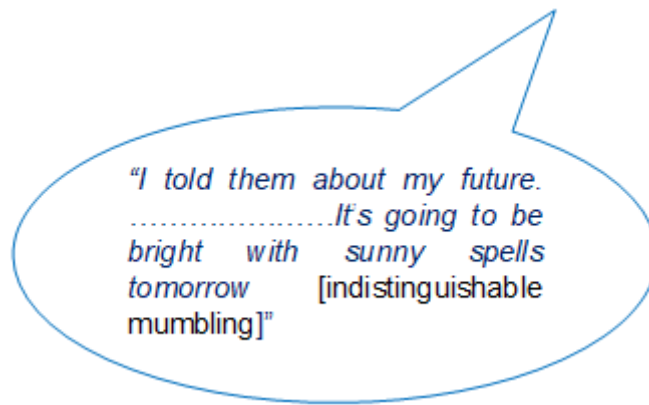 “I told them about my future.
......................It's going to be
bright with sunny spells
tomorrow [indistinguishable
mumbling]”